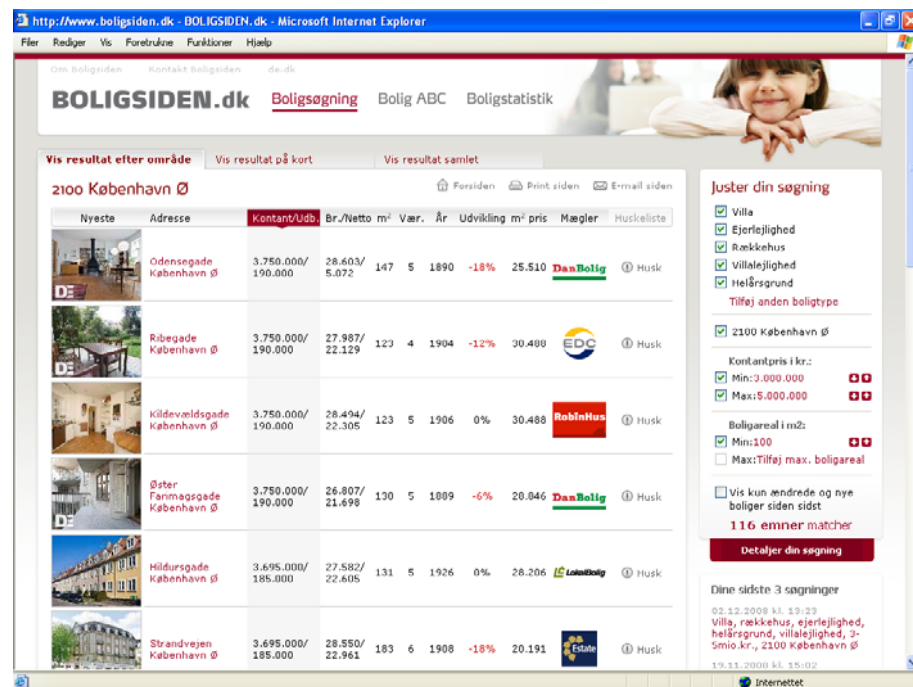 http://www.boligsiden.dk - BOLIGSIDEN.dk - Microsoft Internet Explorer
Filer Rediger Vis Foretrukne Funktioner Hjælp
Om Boligsiden Kontakt Boligsiden de.dk
BOLIGSIDEN.dk Boligsøgning Bolig ABC Boligstatistik
Vis resultat efter område Vis resultat på kort Vis resultat samlet
2100 København Ø
Forsiden Print siden E-mail siden
Nyeste Adresse Kontant/Udb. Br./Netto m² Vær. År Udvikling m² pris Mægler Huskeliste
DE
Odensegade
København Ø
3.750.000/
190.000
28.603/
5.072
147 5 1890 -18% 25.510 DanBolig Husk
DE
Ribegade
København Ø
3.750.000/
190.000
27.987/
22.129
123 4 1904 -12% 30.488 EDC Husk
Kildevældsgade
København Ø
3.750.000/
190.000
28.494/
22.305
123 5 1906 0% 30.488 RobinHus Husk
DE
Øster
Farimagsgade
København Ø
3.750.000/
190.000
26.807/
21.698
130 5 1889 -6% 28.846 DanBolig Husk
Hildursgade
København Ø
3.695.000/
185.000
27.582/
22.605
131 5 1926 0% 28.206 LokalBolig Husk
Strandvejen
København Ø
3.695.000/
185.000
28.550/
22.961
183 6 1908 -18% 20.191 Estate Husk
Juster din søgning
Villa
Ejerlejlighed
Rækkehus
Villalejlighed
Helårsgrund
Tilføj anden boligtype
2100 København Ø
Kontantpris i kr.:
Min:3.000.000
Max:5.000.000
Boligareal i m2:
Min:100
Max:Tilføj max. boligareal
Vis kun ændrede og nye
boliger siden sidst
116 emner matcher
Detaljer din søgning
Dine sidste 3 søgninger
02.12.2008 kl. 13:23
Villa, rækkehus, ejerlejlighed,
helårsgrund, villalejlighed, 3-
5mio.kr., 2100 København Ø
19.11.2008 kl. 15:02
Internettet